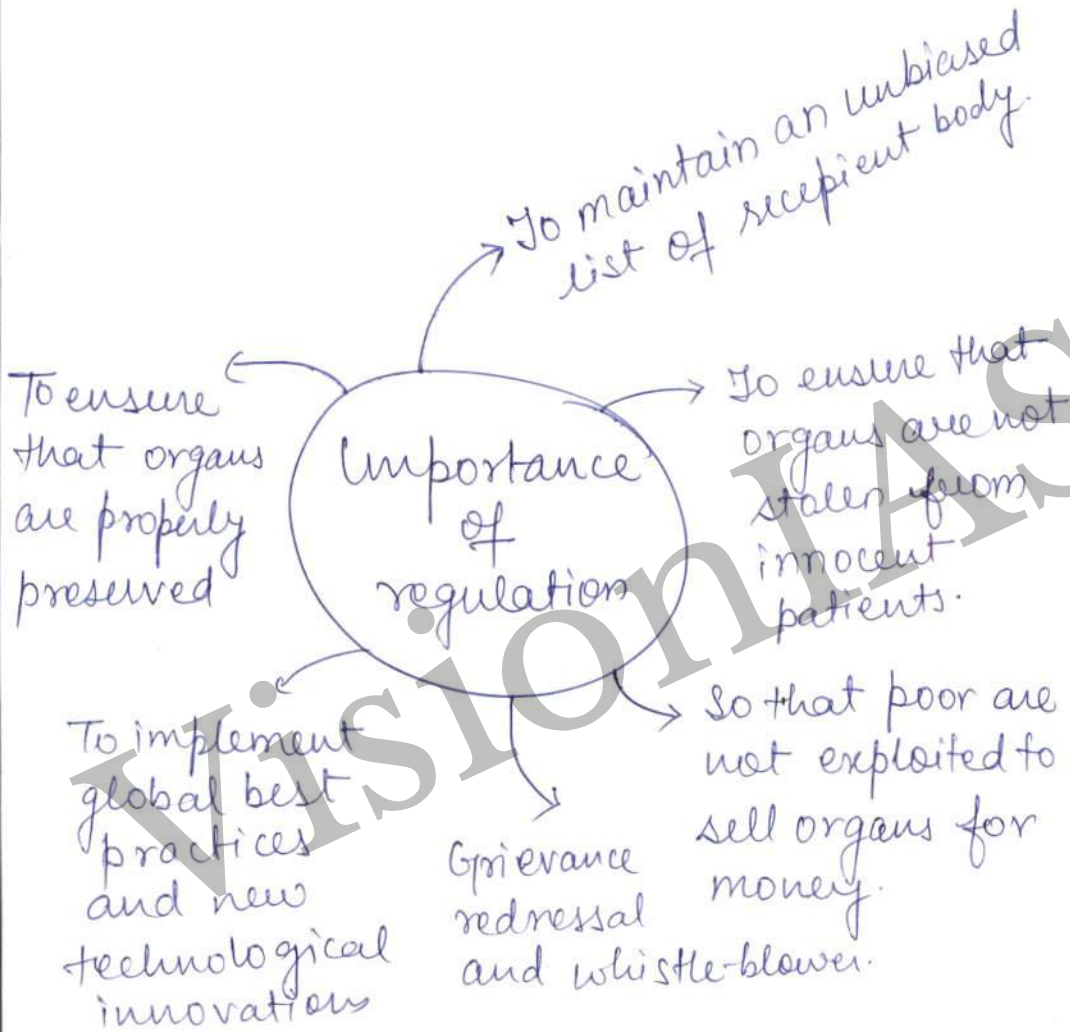 Importance
of
regulation
To maintain an unbiased
list of recepient body.
To ensure that
organs are not
stolen from
innocent
patients.
So that poor are
not exploited to
sell organs for
money.
Grievance
redressal
and whistle-blower.
To implement
global best
practices
and new
technological
innovations
To ensure
that organs
are properly
preserved
VisionIAS